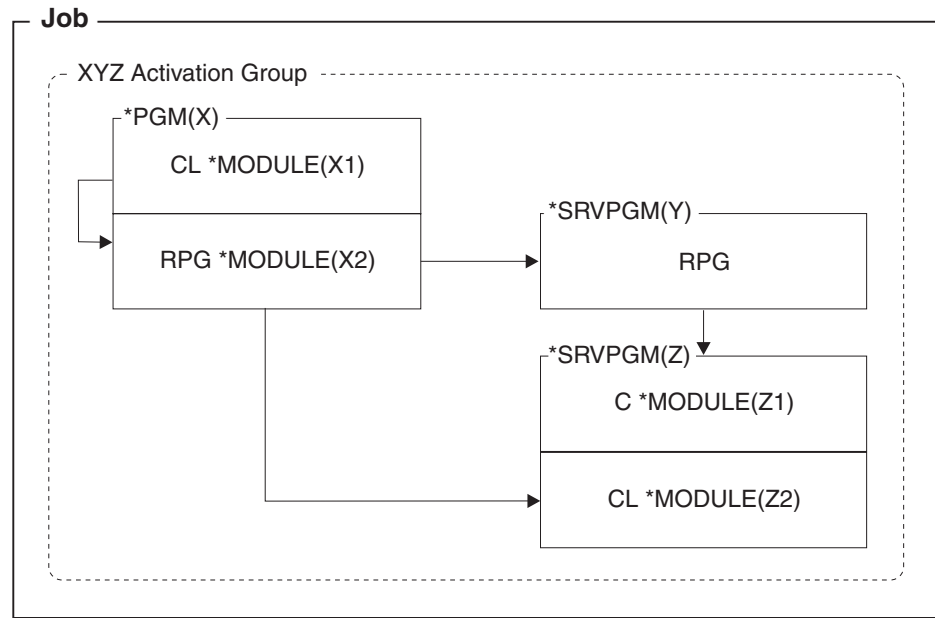 Job
XYZ Activation Group
*PGM(X)
CL *MODULE(X1)
RPG *MODULE(X2)
*SRVPGM(Y)
RPG
*SRVPGM(Z)
C *MODULE(Z1)
CL *MODULE(Z2)